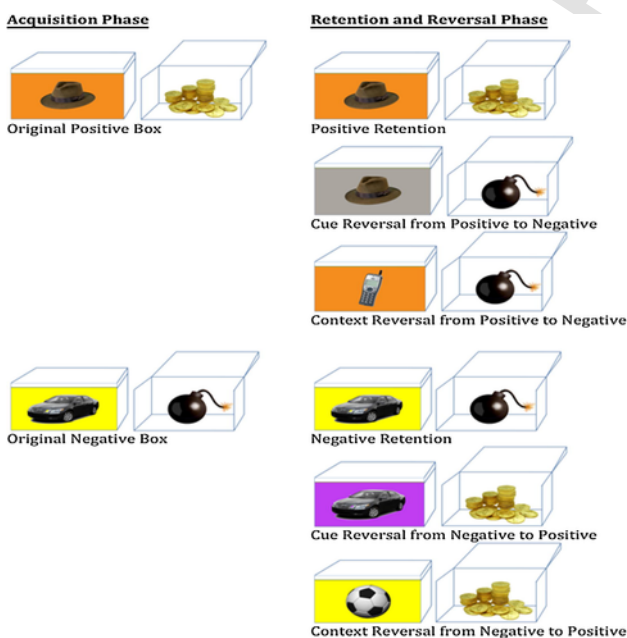 Acquisition Phase
Retention and Reversal Phase
Original Positive Box
Positive Retention
Cue Reversal from Positive to Negative
Context Reversal from Positive to Negative
Original Negative Box
Negative Retention
Cue Reversal from Negative to Positive
Context Reversal from Negative to Positive